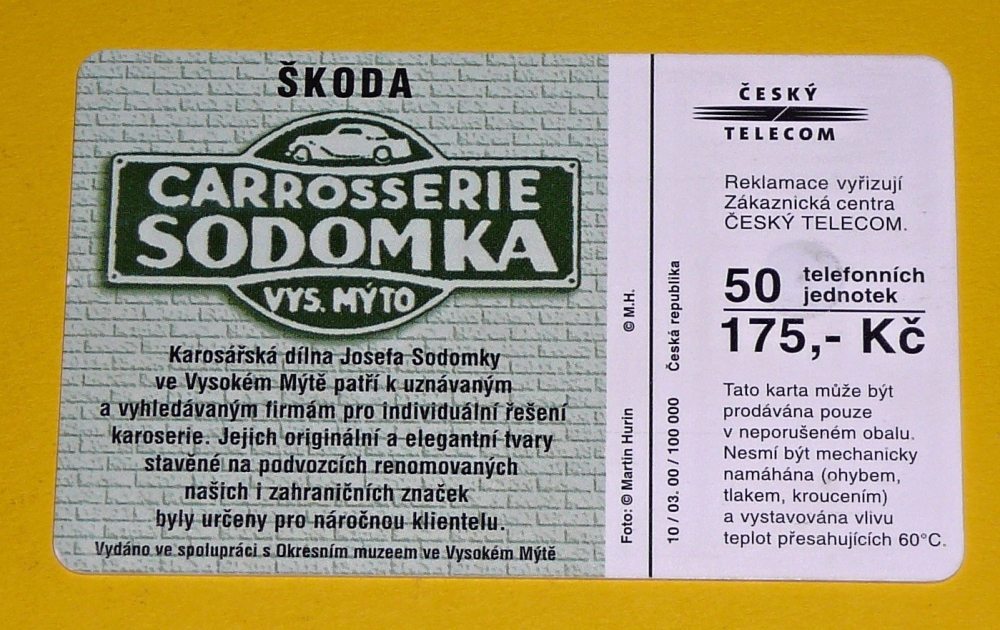 ŠKODA
CARROSSERIE
SODOMKA
VYS. MÝTO
Karosářská dílna Josefa Sodomky
ve Vysokém Mýtě patří k uznávaným
a vyhledávaným firmám pro individuální řešení
karoserie. Jejich originální a elegantní tvary
stavěné na podvozcích renomovaných
našich i zahraničních značek
byly určeny pro náročnou klientelu.
Vydáno ve spolupráci s Okresním muzeem ve Vysokém Mýtě
Foto: © Martin Hurin
© M.H.
10 / 03. 00 / 100 000
Česká republika
ČESKÝ
TELECOM
Reklamace vyřizují
Zákaznická centra
ČESKÝ TELECOM.
50 telefonních
jednotek
175,- Kč
Tato karta může být
prodávána pouze
v neporušeném obalu.
Nesmí být mechanicky
namáhána (ohybem,
tlakem, kroucením)
a vystavována vlivu
teplot přesahujících 60°C.